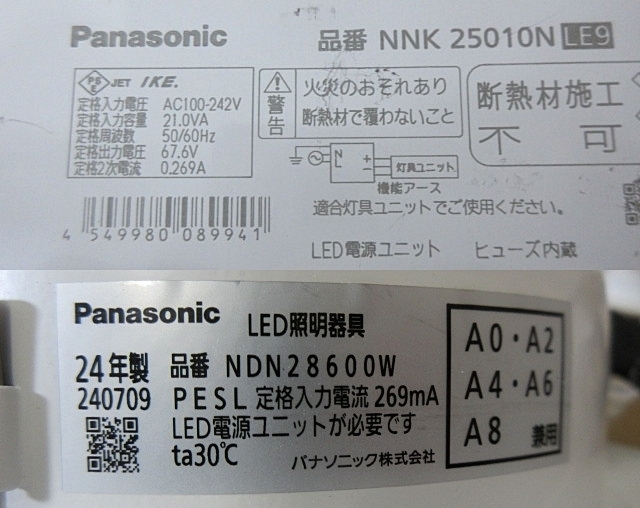 Panasonic 品番 NNK 25010N LE9
PS E JET IKE.
定格入力電圧 AC100-242V
定格入力容量 21.0VA
定格周波数 50/60Hz
定格出力電圧 67.6V
定格2次電流 0.269A
警告
火災のおそれあり
断熱材で覆わないこと
断熱材施工
不可
N L + − 灯具ユニット
機能アース
適合灯具ユニットでご使用ください。
4 549980 089941
LED電源ユニット ヒューズ内蔵
Panasonic LED照明器具
24年製 品番 NDN28600W
240709 PESL 定格入力電流 269mA
LED電源ユニットが必要です
ta30℃ パナソニック株式会社
A0・A2
A4・A6
A8 兼用